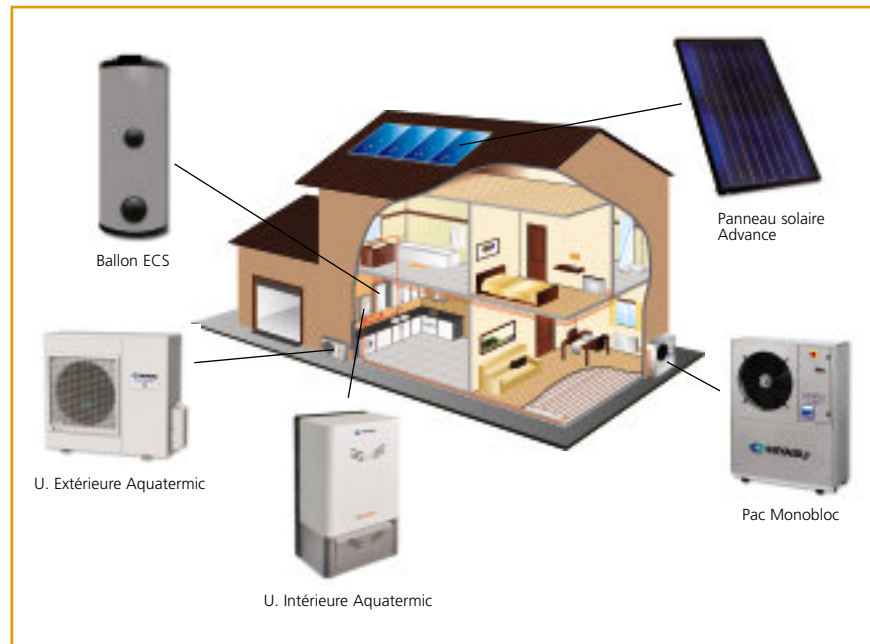 Panneau solaire
Advance
Ballon ECS
U. Extérieure Aquatermic
Pac Monobloc
U. Intérieure Aquatermic